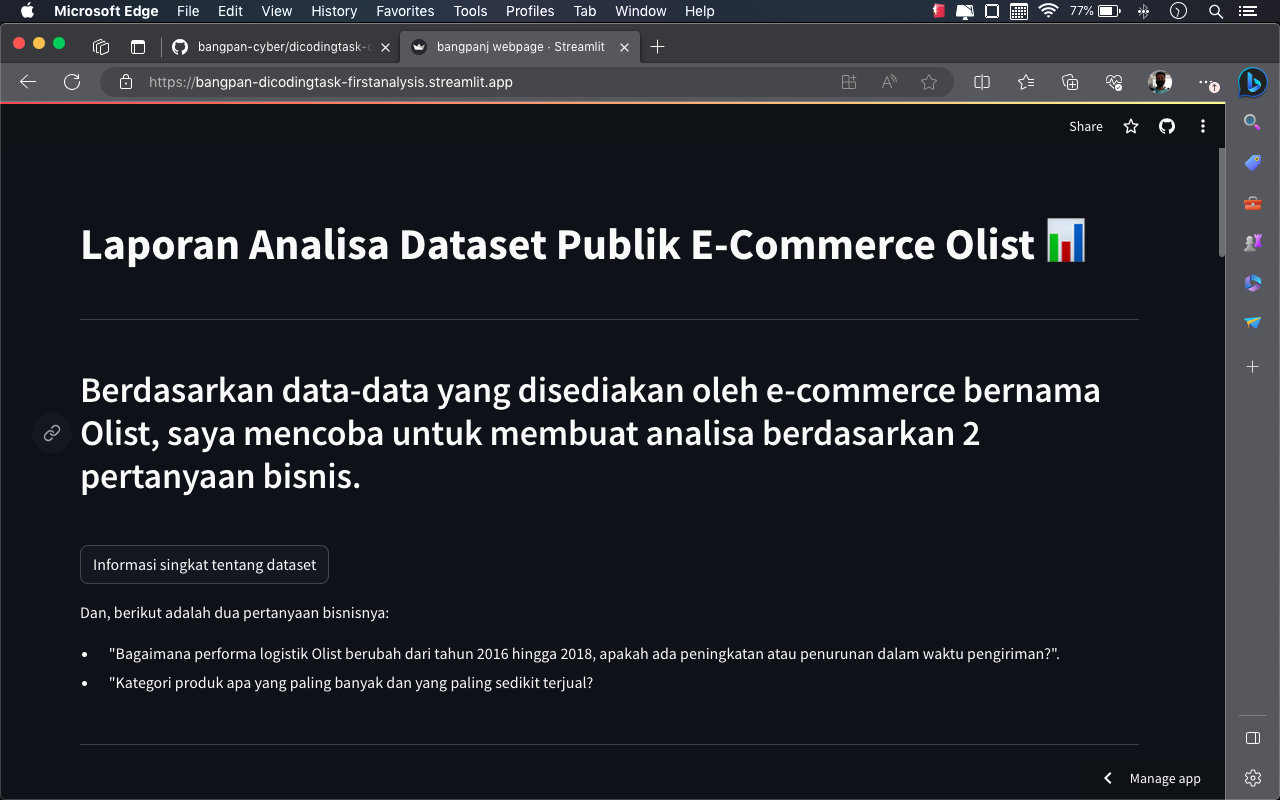 Microsoft Edge File Edit View History Favorites Tools Profiles Tab Window Help 77%
bangpan-cyber/dicodingtask-c bangpanj webpage · Streamlit
https://bangpan-dicodingtask-firstanalysis.streamlit.app
Share
Laporan Analisa Dataset Publik E-Commerce Olist
Berdasarkan data-data yang disediakan oleh e-commerce bernama
Olist, saya mencoba untuk membuat analisa berdasarkan 2
pertanyaan bisnis.
Informasi singkat tentang dataset
Dan, berikut adalah dua pertanyaan bisnisnya:
• "Bagaimana performa logistik Olist berubah dari tahun 2016 hingga 2018, apakah ada peningkatan atau penurunan dalam waktu pengiriman?".
• "Kategori produk apa yang paling banyak dan yang paling sedikit terjual?
Manage app